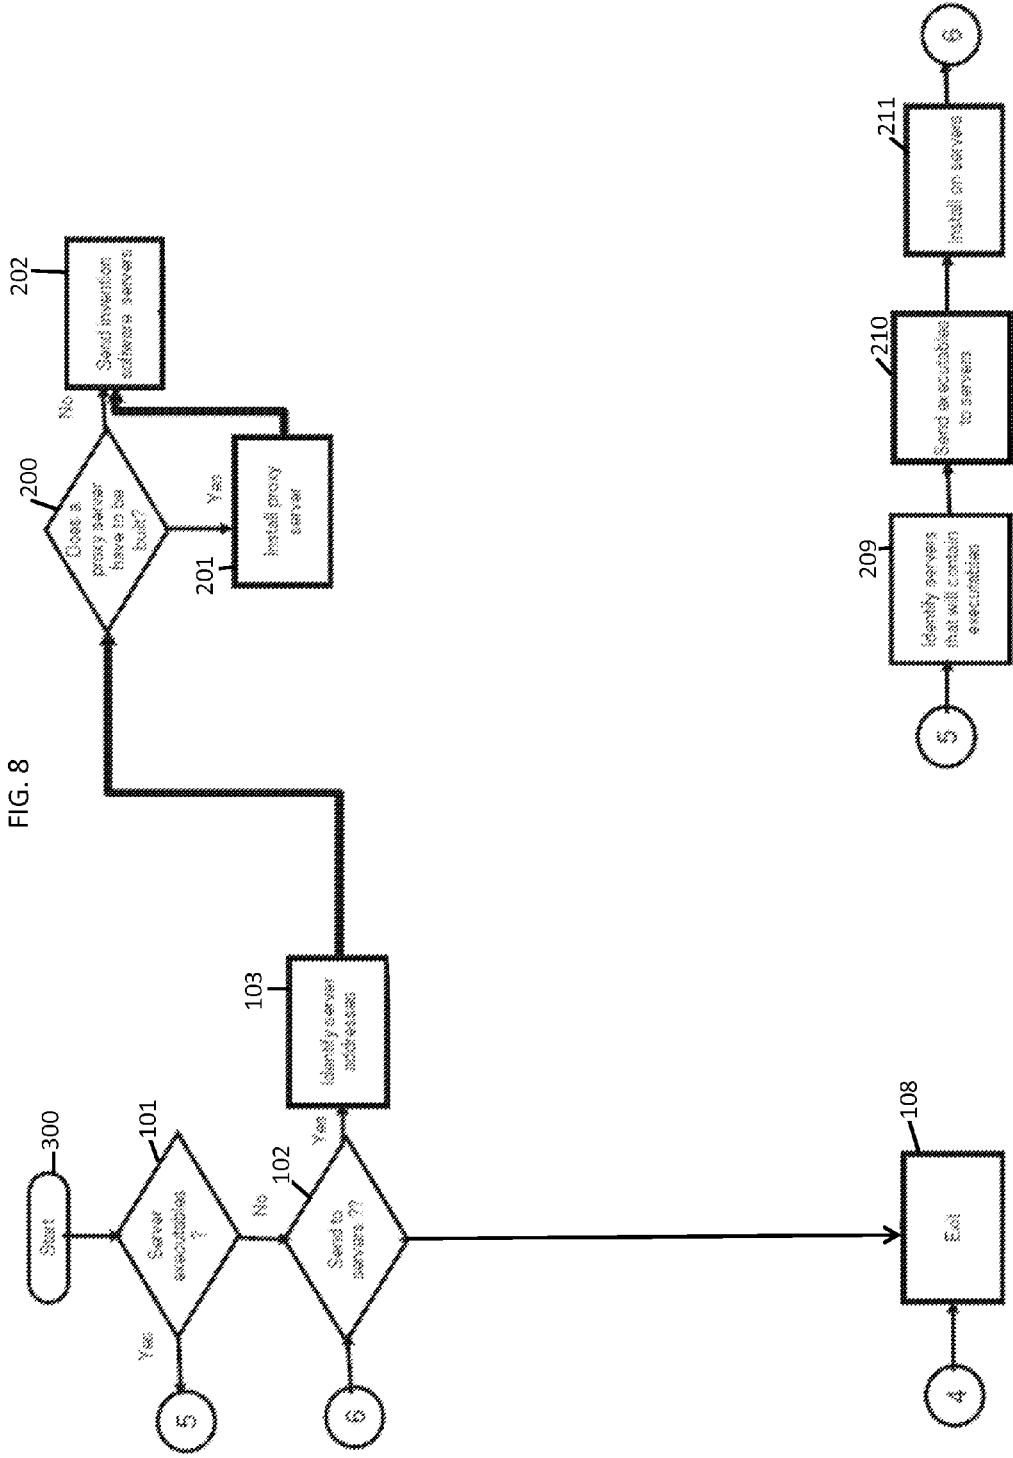 FIG. 8
300
Start
101
Server
executables
?
Yes
5
No
102
Send to
servers ??
6
Yes
103
Identify server
addresses
200
Does a
proxy server
have to be
built?
No
Yes
201
Install proxy
server
202
Send invention
software servers
108
Exit
4
5
209
Identify servers
that will contain
executables
210
Send executables
to servers
211
Install on servers
6